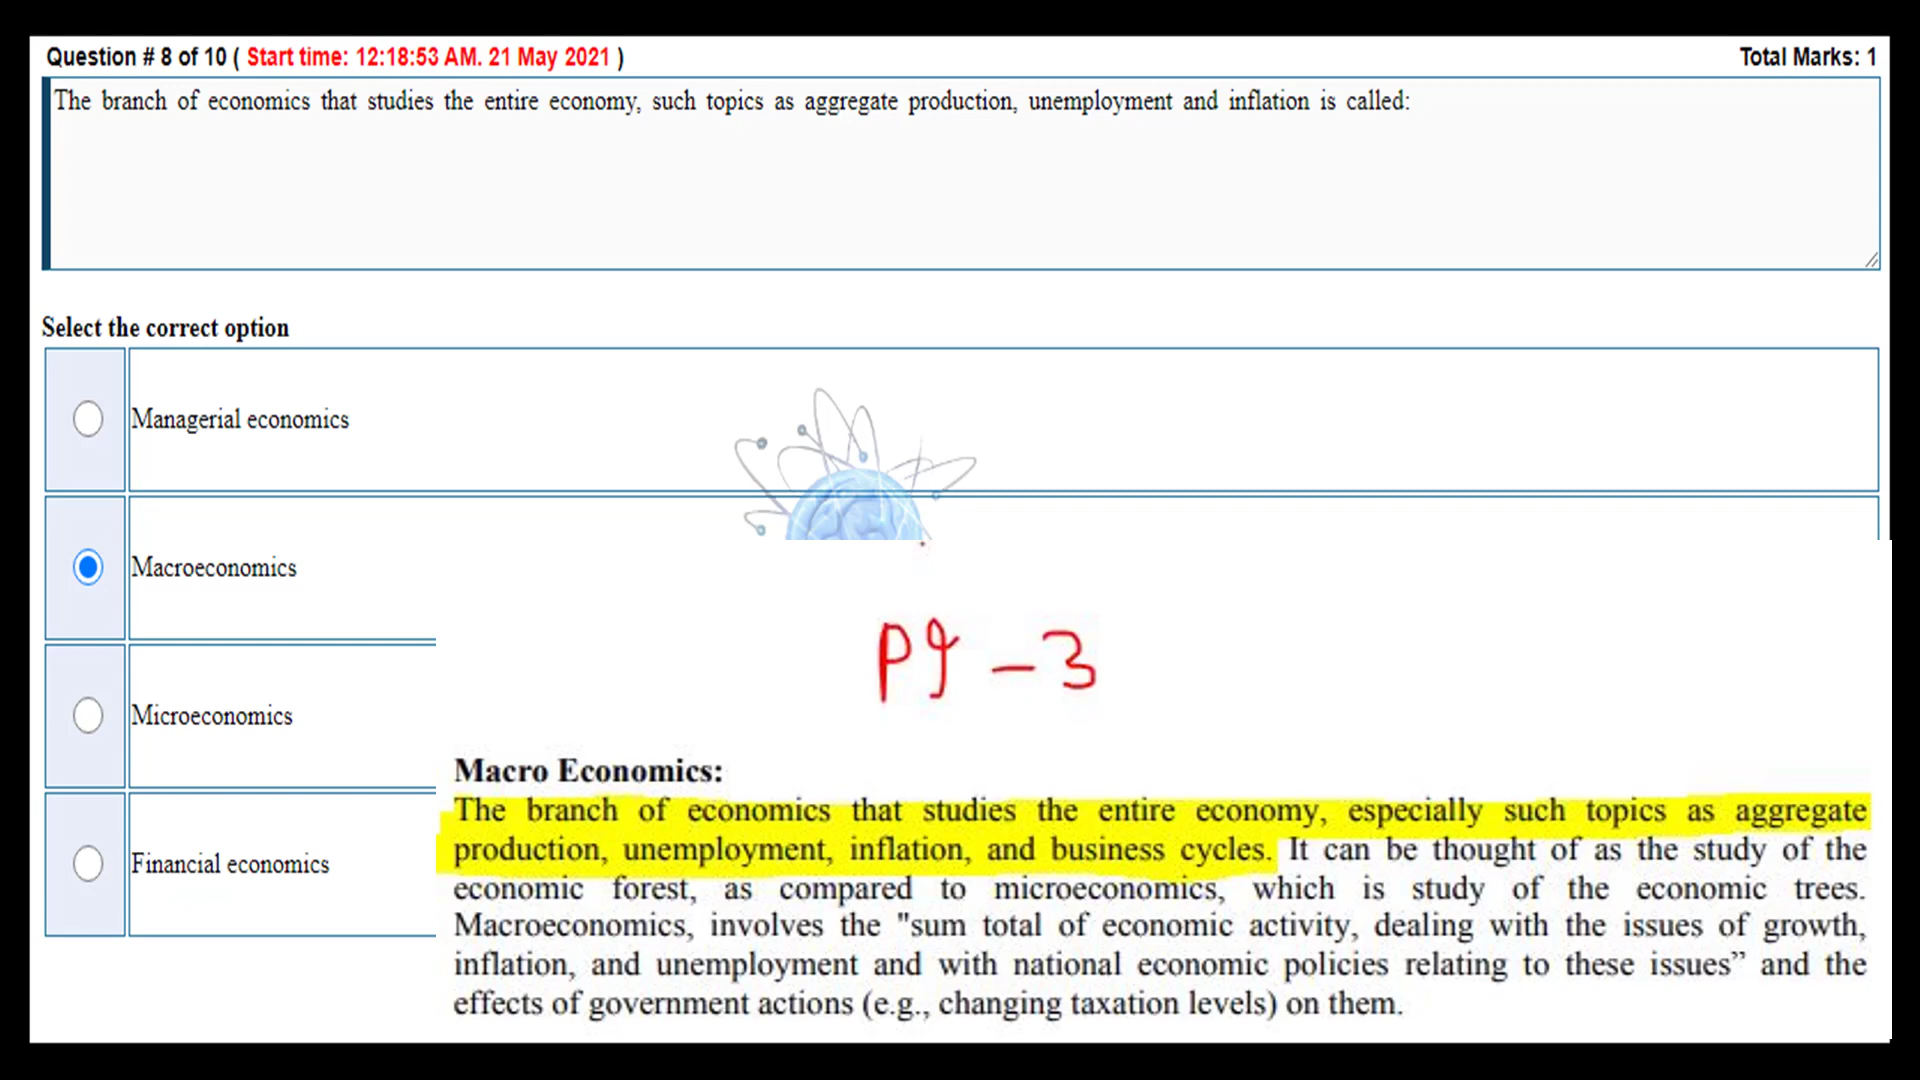 Question # 8 of 10 ( Start time: 12:18:53 AM. 21 May 2021 ) Total Marks: 1
The branch of economics that studies the entire economy, such topics as aggregate production, unemployment and inflation is called:
Select the correct option
Managerial economics
Macroeconomics
Microeconomics
Financial economics
Pg - 3
Macro Economics:
The branch of economics that studies the entire economy, especially such topics as aggregate
production, unemployment, inflation, and business cycles. It can be thought of as the study of the
economic forest, as compared to microeconomics, which is study of the economic trees.
Macroeconomics, involves the "sum total of economic activity, dealing with the issues of growth,
inflation, and unemployment and with national economic policies relating to these issues” and the
effects of government actions (e.g., changing taxation levels) on them.